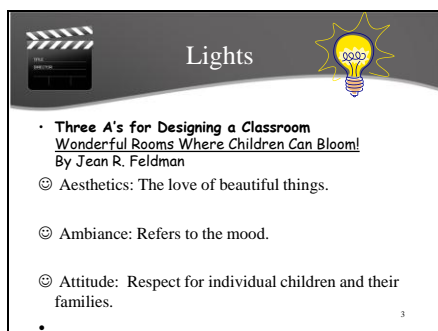 Lights
• Three A's for Designing a Classroom
Wonderful Rooms Where Children Can Bloom!
By Jean R. Feldman
☺ Aesthetics: The love of beautiful things.
☺ Ambiance: Refers to the mood.
☺ Attitude: Respect for individual children and their
families.
•
3